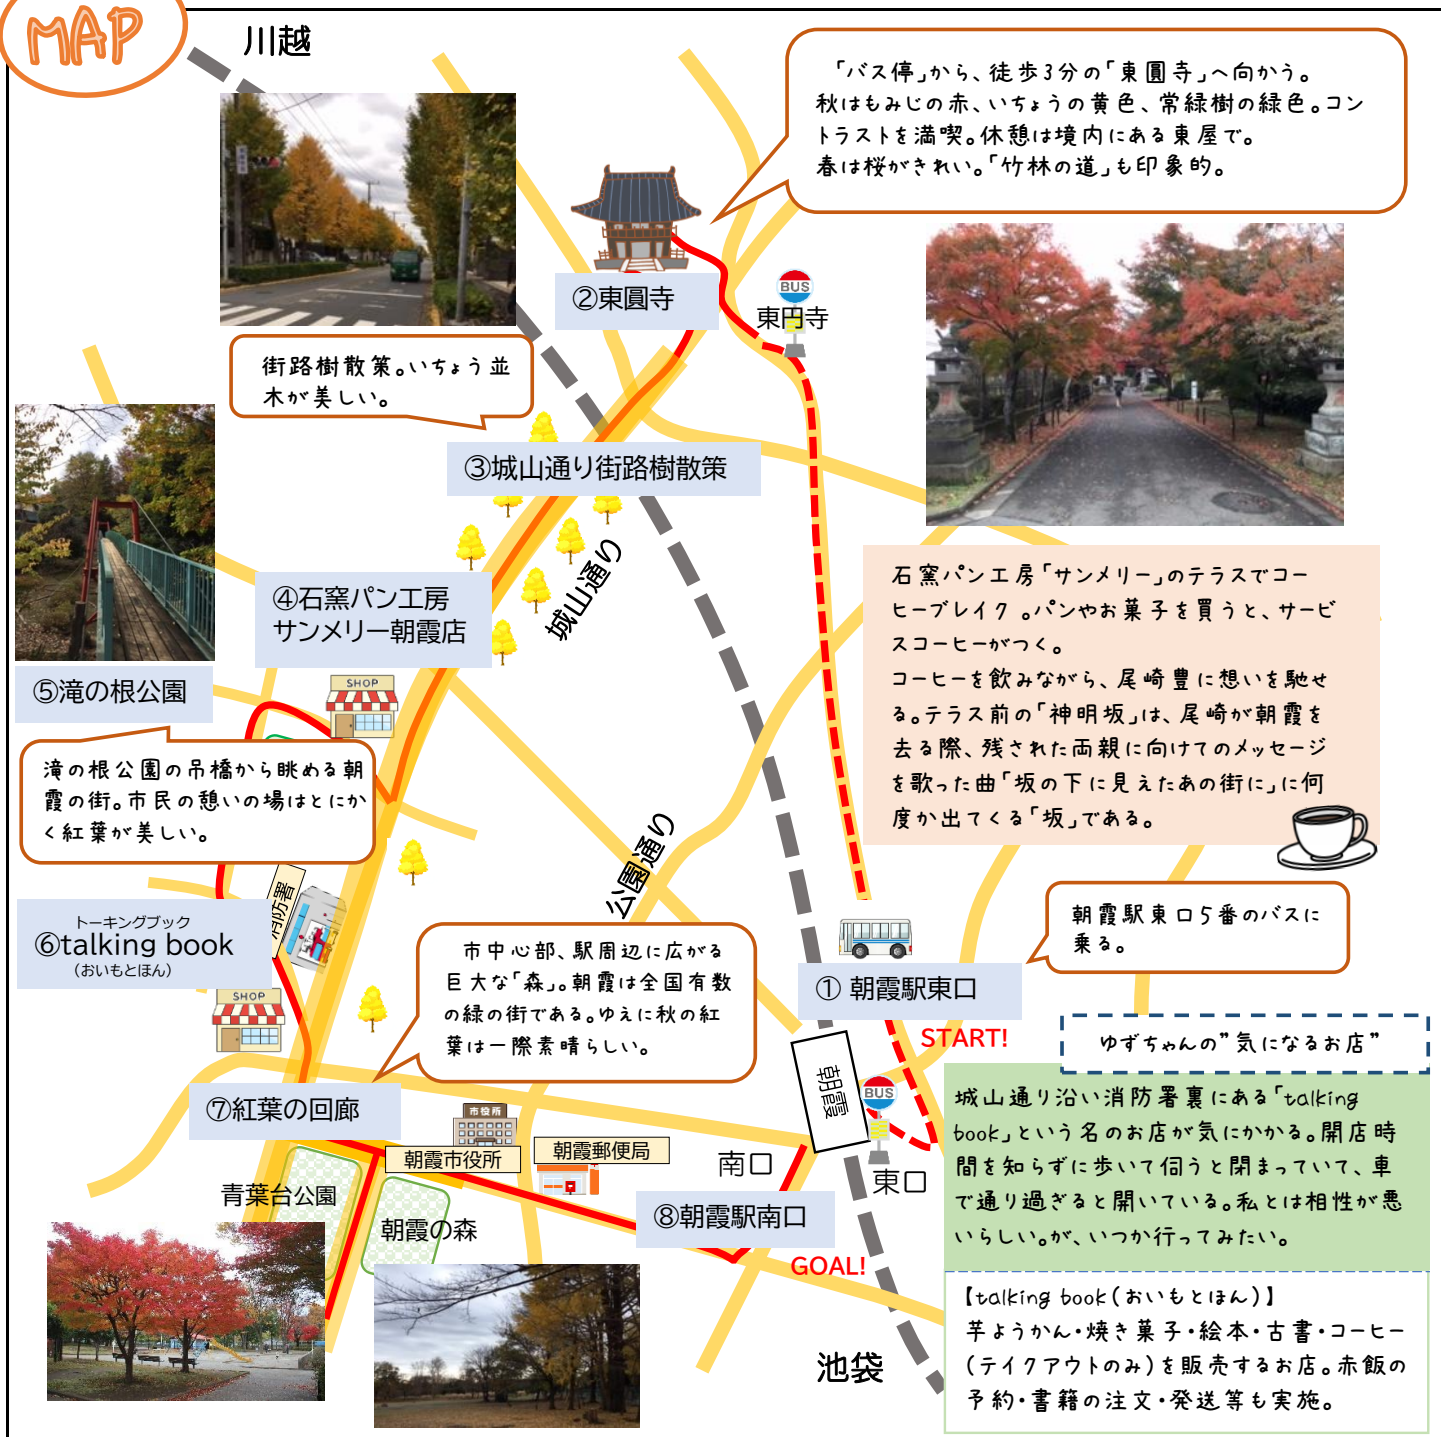 MAP
川越
「バス停」から、徒歩3分の「東圓寺」へ向かう。
秋はもみじの赤、いちょうの黄色、常緑樹の緑色。コン
トラストを満喫。休憩は境内にある東屋で。
春は桜がきれい。「竹林の道」も印象的。
②東圓寺
BUS
東円寺
街路樹散策。いちょう並
木が美しい。
③城山通り街路樹散策
城山通り
④石窯パン工房
サンメリー朝霞店
SHOP
石窯パン工房「サンメリー」のテラスでコー
ヒーブレイク 。パンやお菓子を買うと、サービ
スコーヒーがつく。
コーヒーを飲みながら、尾崎豊に想いを馳せ
る。テラス前の「神明坂」は、尾崎が朝霞を
去る際、残された両親に向けてのメッセージ
を歌った曲「坂の下に見えたあの街に」に何
度か出てくる「坂」である。
⑤滝の根公園
滝の根公園の吊橋から眺める朝
霞の街。市民の憩いの場はとにか
く紅葉が美しい。
公園通り
消防署
トーキングブック
⑥talking book
（おいもとほん）
SHOP
市中心部、駅周辺に広がる
巨大な「森」。朝霞は全国有数
の緑の街である。ゆえに秋の紅
葉は一際素晴らしい。
朝霞駅東口5番のバスに
乗る。
① 朝霞駅東口
START!
朝霞
BUS
東口
南口
⑦紅葉の回廊
市役所
朝霞市役所
朝霞郵便局
青葉台公園
朝霞の森
⑧朝霞駅南口
GOAL!
池袋
ゆずちゃんの”気になるお店”
城山通り沿い消防署裏にある「talking
book」という名のお店が気にかかる。開店時
間を知らずに歩いて伺うと閉まっていて、車
で通り過ぎると開いている。私とは相性が悪
いらしい。が、いつか行ってみたい。
【talking book（おいもとほん）】
芋ようかん・焼き菓子・絵本・古書・コーヒー
（テイクアウトのみ）を販売するお店。赤飯の
予約・書籍の注文・発送等も実施。